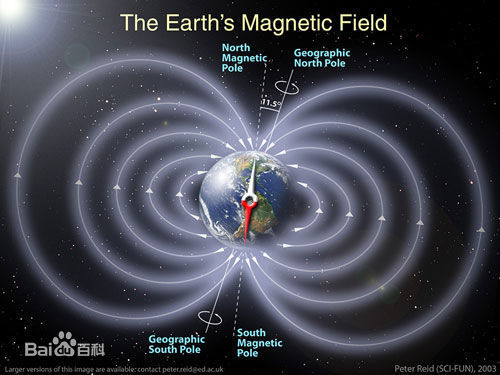 The Earth's Magnetic Field
North
Magnetic
Pole
Geographic
North Pole
11.5°
Geographic
South Pole
South
Magnetic
Pole
Bai百科
Larger versions of this image are available: contact peter.reid@ed.ac.uk
Peter Reid (SCI-FUN), 2003